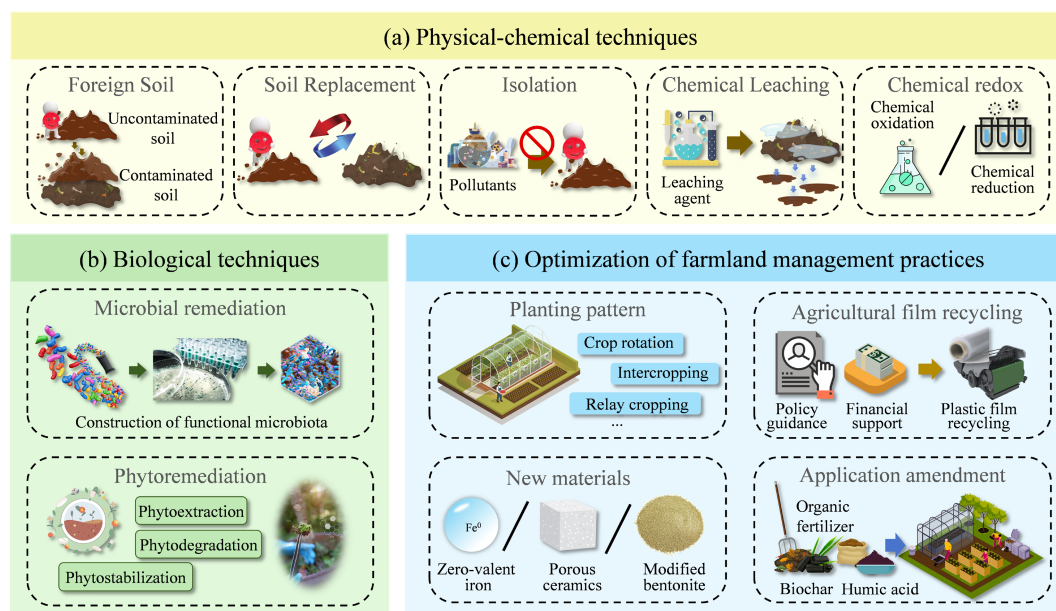 (a) Physical-chemical techniques
Foreign Soil
Uncontaminated
soil
Contaminated
soil
Soil Replacement
Isolation
Pollutants
Chemical Leaching
Leaching
agent
Chemical redox
Chemical
oxidation
Chemical
reduction
(b) Biological techniques
Microbial remediation
Construction of functional microbiota
Phytoremediation
Phytoextraction
Phytodegradation
Phytostabilization
(c) Optimization of farmland management practices
Planting pattern
Crop rotation
Intercropping
Relay cropping
...
Agricultural film recycling
Policy
guidance
Financial
support
Plastic film
recycling
New materials
Fe⁰
Zero-valent
iron
Porous
ceramics
Modified
bentonite
Application amendment
Organic
fertilizer
Biochar
Humic acid